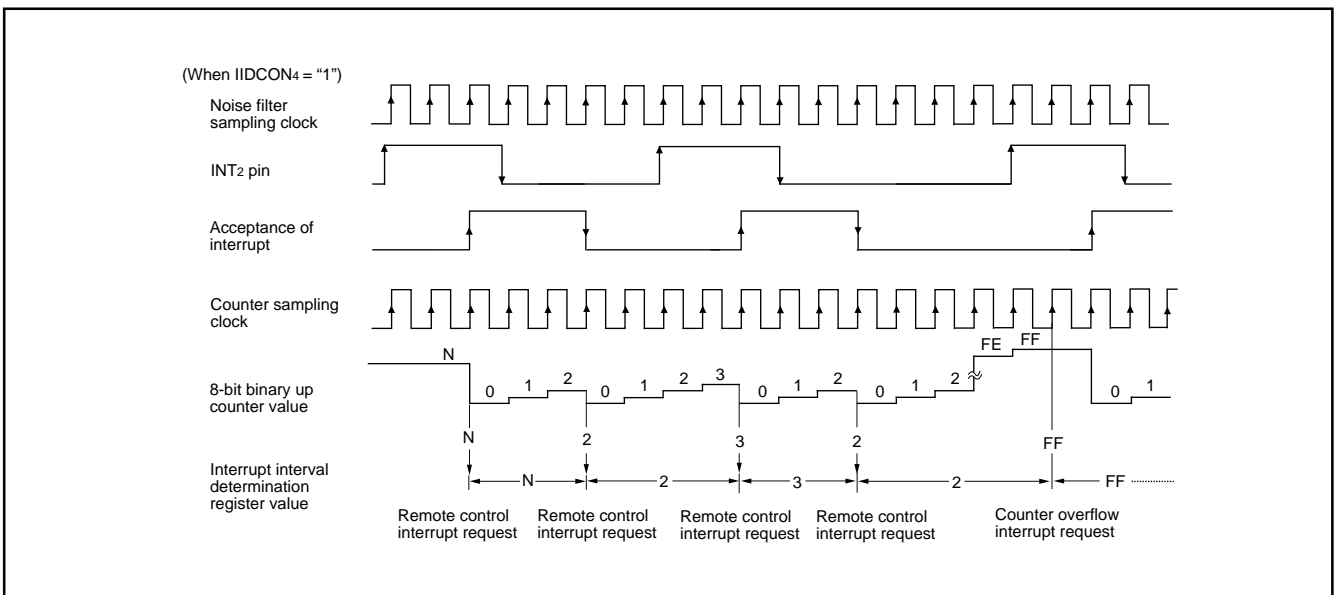 (When IIDCON4 = “1”)
Noise filter
sampling clock
INT2 pin
Acceptance of
interrupt
Counter sampling
clock
8-bit binary up
counter value
N
0
1
2
0
1
2
3
0
1
2
0
1
2
FE
FF
0
1
N
2
3
2
FF
Interrupt interval
determination
register value
N
2
3
2
FF
Remote control
interrupt request
Remote control
interrupt request
Remote control
interrupt request
Remote control
interrupt request
Counter overflow
interrupt request